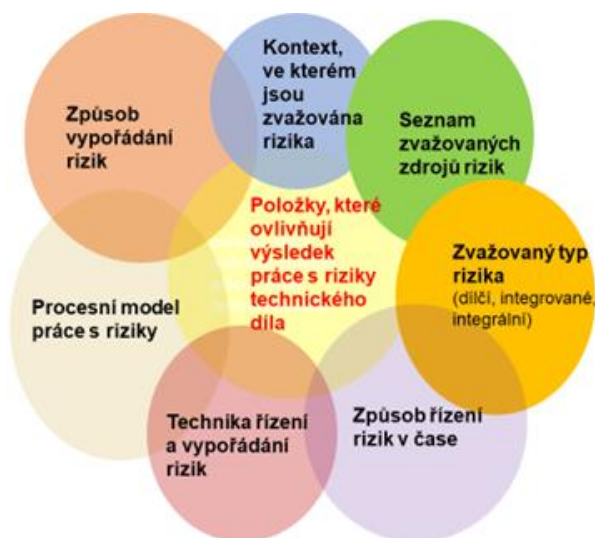 Kontext,
ve kterém
jsou
zvažována
rizika
Způsob
vypořádání
rizik
Seznam
zvažovaných
zdrojů rizik
Položky, které
ovlivňují
výsledek
práce s riziky
technického
díla
Zvažovaný typ
rizika
(dílčí, integrované,
integrální)
Procesní model
práce s riziky
Technika řízení
a vypořádání
rizik
Způsob řízení
rizik v čase